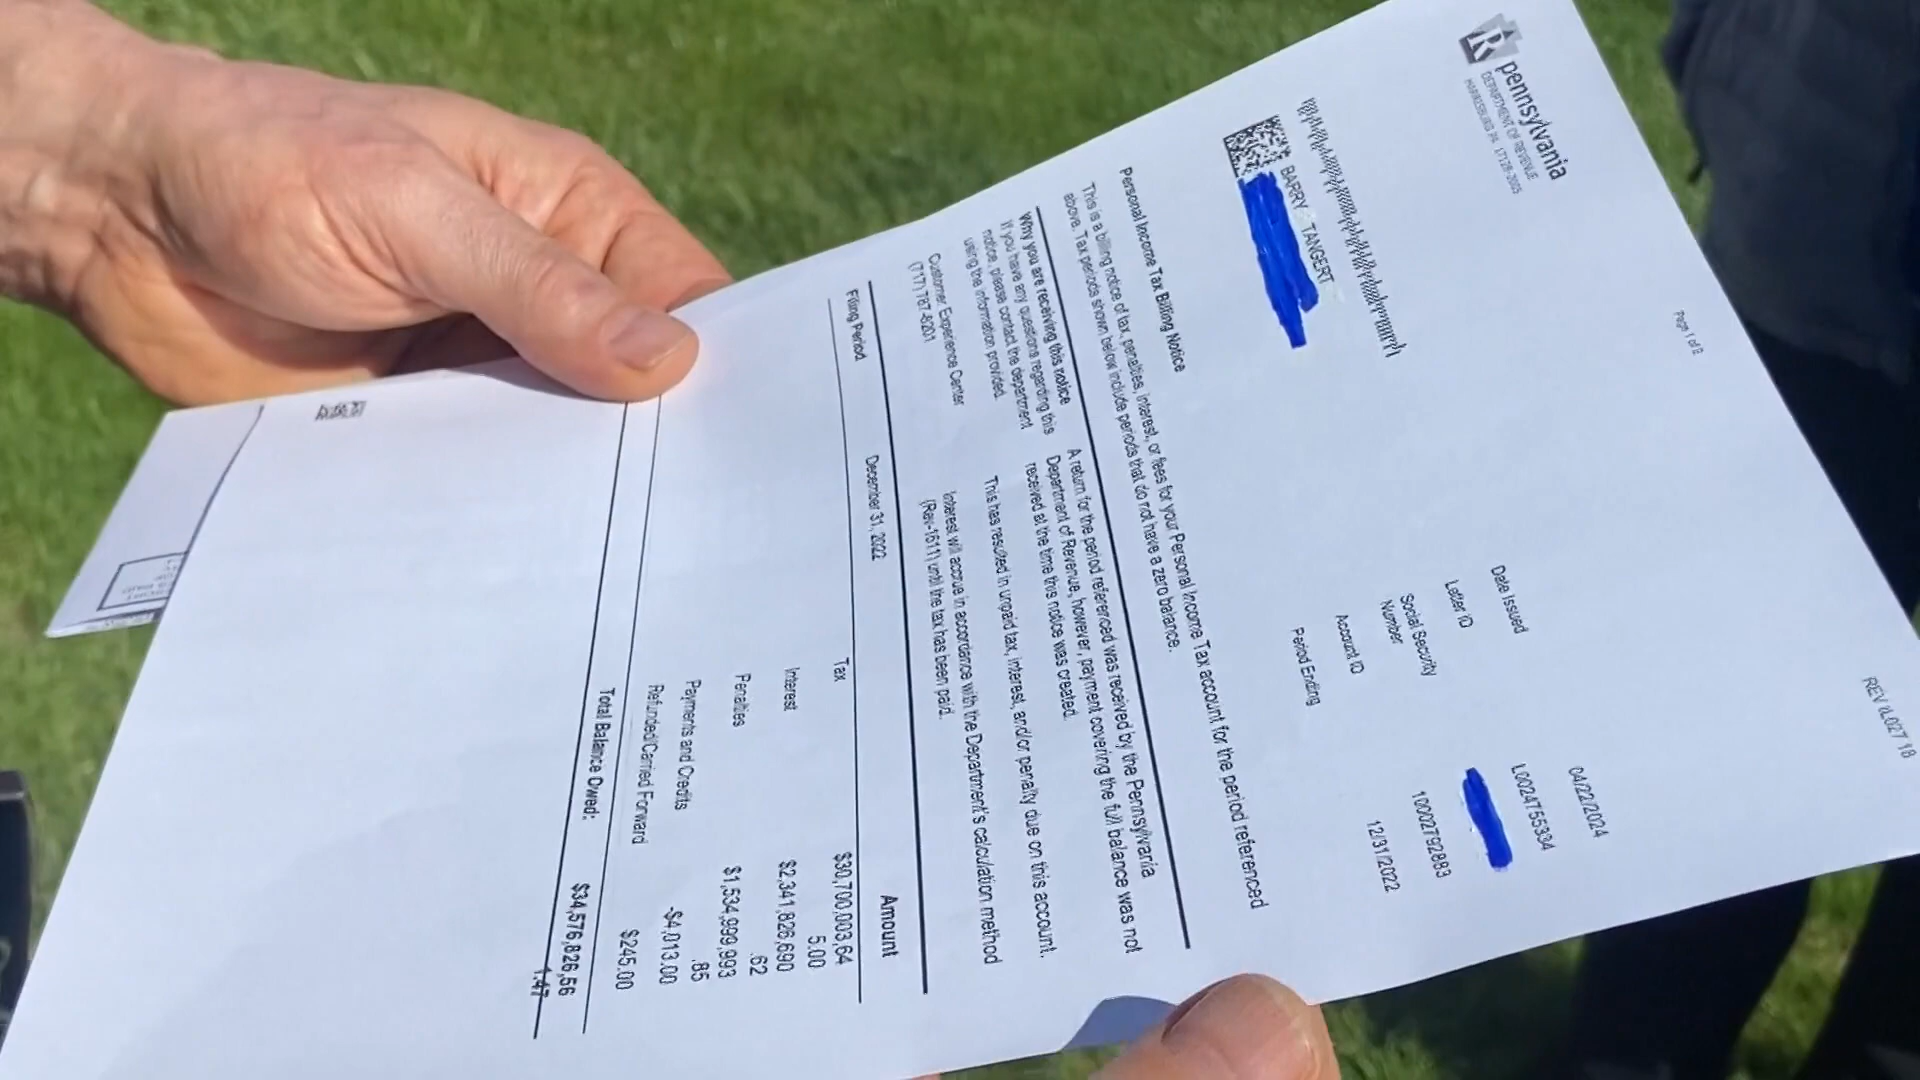 pennsylvania
DEPARTMENT OF REVENUE
HARRISBURG PA 17128-2005
Page 1 of 2
BARRY TANGERT
Date Issued 04/22/2024
Letter ID L0024755334
Social Security
Number
Account ID 10002792883
Period Ending 12/31/2022
Personal Income Tax Billing Notice
This is a billing notice of tax, penalties, interest, or fees for your Personal Income Tax account for the period referenced
above. Tax periods shown below include periods that do not have a zero balance.
Why you are receiving this notice
If you have any questions regarding this
notice, please contact the department
using the information provided.
Customer Experience Center
(717) 787-8201
A return for the period referenced was received by the Pennsylvania
Department of Revenue, however, payment covering the full balance was not
received at the time this notice was created.
This has resulted in unpaid tax, interest, and/or penalty due on this account.
Interest will accrue in accordance with the Department's calculation method
(Rev-1611) until the tax has been paid.
Filing Period December 31, 2022 Amount
Tax $30,700,003,64
5.00
Interest $2,341,826,690
.62
Penalties $1,534,999,993
.85
Payments and Credits -$4,013.00
Refunded/Carried Forward $245.00
Total Balance Owed: $34,576,826,56
1.47